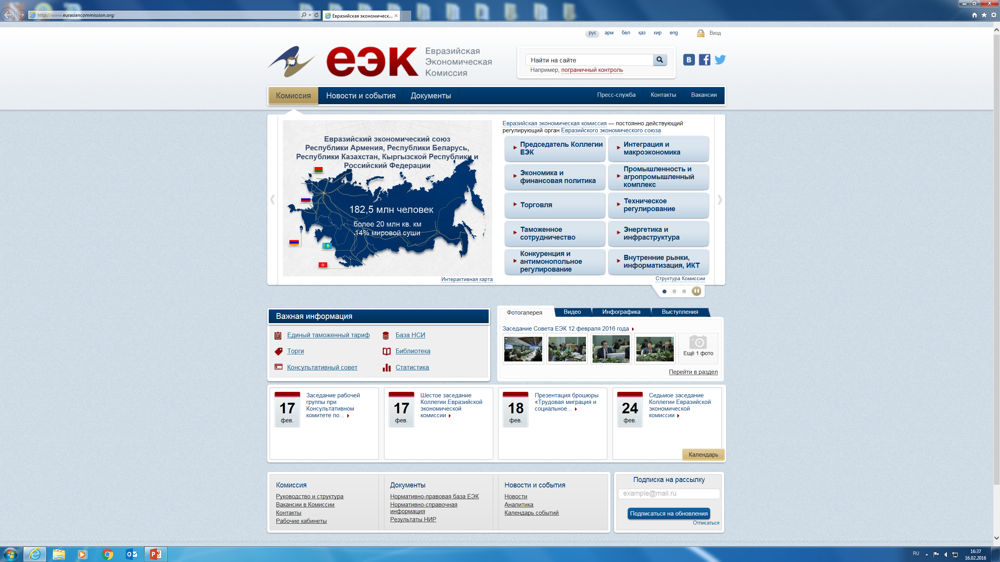 http://www.eurasiancommission.org/
Евразийская экономическ...
рус арм бел қаз кир eng
Вход
еэк
Евразийская
Экономическая
Комиссия
Найти на сайте
Например, пограничный контроль
Комиссия
Новости и события
Документы
Пресс-служба
Контакты
Вакансии
Евразийский экономический союз
Республики Армения, Республики Беларусь,
Республики Казахстан, Кыргызской Республики и
Российский Федерации
182,5 млн человек
более 20 млн кв. км
14% мировой суши
Интерактивная карта
Евразийская экономическая комиссия — постоянно действующий
регулирующий орган Евразийского экономического союза
Председатель Коллегии
ЕЭК
Интеграция и
макроэкономика
Экономика и
финансовая политика
Промышленность и
агропромышленный
комплекс
Торговля
Техническое
регулирование
Таможенное
сотрудничество
Энергетика и
инфраструктура
Конкуренция и
антимонопольное
регулирование
Внутренние рынки,
информатизация, ИКТ
Структура Комиссии
Важная информация
Единый таможенный тариф
База НСИ
Торги
Библиотека
Консультативный совет
Статистика
Фотогалерея
Видео
Инфографика
Выступления
Заседание Совета ЕЭК 12 февраля 2016 года
Ещё 1 фото
Перейти в раздел
17
фев.
Заседание рабочей
группы при
Консультативном
комитете по...
17
фев.
Шестое заседание
Коллегии Евразийской
экономической
комиссии
18
фев.
Презентация брошюры
«Трудовая миграция и
социальное...
24
фев.
Седьмое заседание
Коллегии Евразийской
экономической
комиссии
Календарь
Комиссия
Руководство и структура
Вакансии в Комиссии
Контакты
Рабочие кабинеты
Документы
Нормативно-правовая база ЕЭК
Нормативно-справочная
информация
Результаты НИР
Новости и события
Новости
Аналитика
Календарь событий
Подписка на рассылку
example@mail.ru
Подписаться на обновления
Отписаться
RU
16:37
16.02.2016